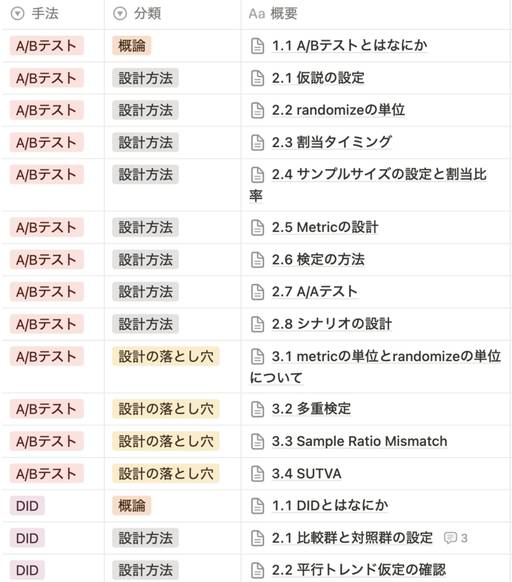 手法 分類 Aa 概要
A/Bテスト 概論 1.1 A/Bテストとはなにか
A/Bテスト 設計方法 2.1 仮説の設定
A/Bテスト 設計方法 2.2 randomizeの単位
A/Bテスト 設計方法 2.3 割当タイミング
A/Bテスト 設計方法 2.4 サンプルサイズの設定と割当比
率
A/Bテスト 設計方法 2.5 Metricの設計
A/Bテスト 設計方法 2.6 検定の方法
A/Bテスト 設計方法 2.7 A/Aテスト
A/Bテスト 設計方法 2.8 シナリオの設計
A/Bテスト 設計の落とし穴 3.1 metricの単位とrandomizeの単位
について
A/Bテスト 設計の落とし穴 3.2 多重検定
A/Bテスト 設計の落とし穴 3.3 Sample Ratio Mismatch
A/Bテスト 設計の落とし穴 3.4 SUTVA
DID 概論 1.1 DIDとはなにか
DID 設計方法 2.1 比較群と対照群の設定 3
DID 設計方法 2.2 平行トレンド仮定の確認